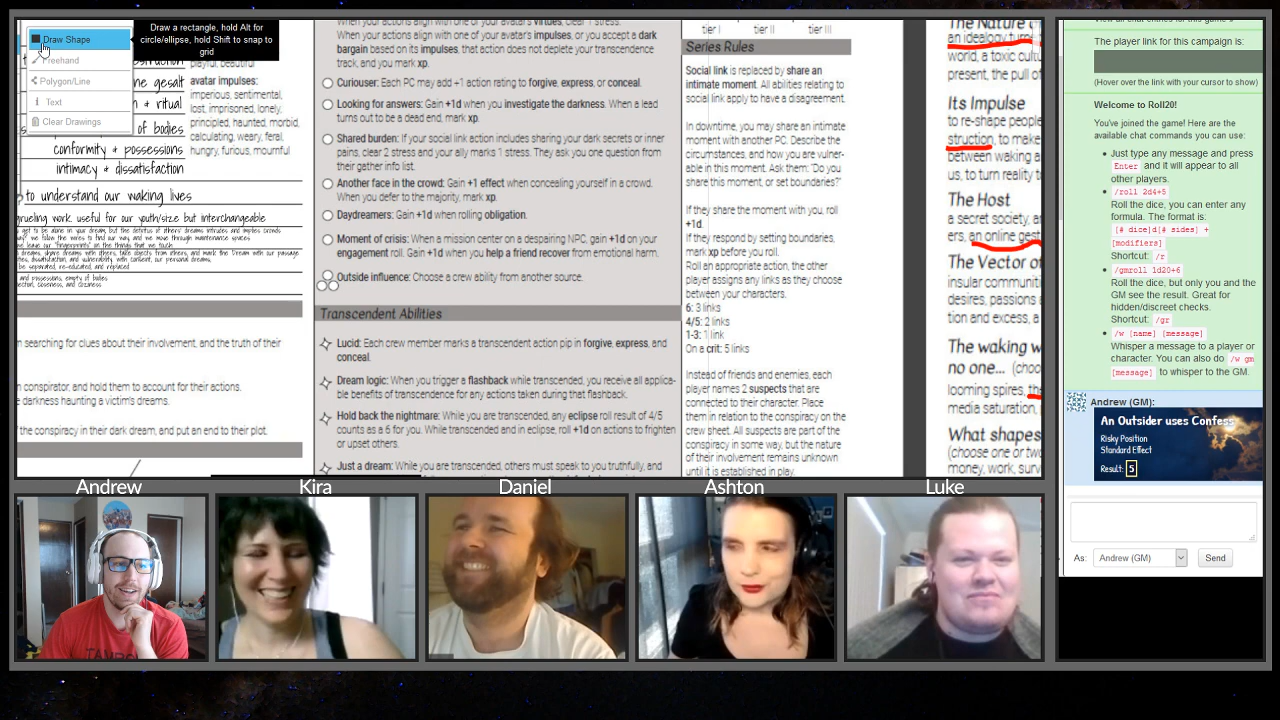 Draw Shape
Freehand
Polygon/Line
Text
Clear Drawings
Draw a rectangle, hold Alt for
circle/ellipse, hold Shift to snap to
grid
playful, beautiful
avatar impulses:
imperious, sentimental,
lost, imprisoned, lonely,
principled, haunted, morbid,
calculating, weary, feral,
hungry, furious, mournful
ne gestalt
& ritual
of bodies
conformity & possessions
intimacy & dissatisfaction
to understand our waking lives
grueling work. useful for our youth/size but interchangeable
n searching for clues about their involvement, and the truth of their
n conspirator, and hold them to account for their actions.
e darkness haunting a victim's dreams.
f the conspiracy in their dark dream, and put an end to their plot.
When your actions align with one of your avatar's virtues, clear 1 stress.
When your actions align with one of your avatar's impulses, or you accept a dark
bargain based on its impulses, that action does not deplete your transcendence
track, and you mark xp.
Curiouser: Each PC may add +1 action rating to forgive, express, or conceal.
Looking for answers: Gain +1d when you investigate the darkness. When a lead
turns out to be a dead end, mark xp.
Shared burden: If your social link action includes sharing your dark secrets or inner
pains, clear 2 stress and your ally marks 1 stress. They ask you one question from
their gather info list.
Another face in the crowd: Gain +1 effect when concealing yourself in a crowd.
When you defer to the majority, mark xp.
Daydreamers: Gain +1d when rolling obligation.
Moment of crisis: When a mission center on a despairing NPC, gain +1d on your
engagement roll. Gain +1d when you help a friend recover from emotional harm.
Outside influence: Choose a crew ability from another source.
Transcendent Abilities
Lucid: Each crew member marks a transcendent action pip in forgive, express, and
conceal.
Dream logic: When you trigger a flashback while transcended, you receive all applica-
ble benefits of transcendence for any actions taken during that flashback.
Hold back the nightmare: While you are transcended, any eclipse roll result of 4/5
counts as a 6 for you. While transcended and in eclipse, roll +1d on actions to frighten
or upset others.
Just a dream: While you are transcended, others must speak to you truthfully, and
tier I tier II tier III
Series Rules
Social link is replaced by share an
intimate moment. All abilities relating to
social link apply to have a disagreement.
In downtime, you may share an intimate
moment with another PC. Describe the
circumstances, and how you are vulner-
able in this moment. Ask them: "Do you
share this moment, or set boundaries?"
If they share the moment with you, roll
+1d.
If they respond by setting boundaries,
mark xp before you roll.
Roll an appropriate action, the other
player assigns any links as they choose
between your characters.
6: 3 links
4/5: 2 links
1-3: 1 link
On a crit: 5 links
Instead of friends and enemies, each
player names 2 suspects that are
connected to their character. Place
them in relation to the conspiracy on the
crew sheet. All suspects are part of the
conspiracy in some way, but the nature
of their involvement remains unknown
until it is established in play.
The Nature o
an idealogy turne
world, a toxic cult
present, the pull of
Its Impulse
to re-shape people
struction, to make
between waking a
us, to turn reality t
The Host
a secret society, ar
ers, an online gest
The Vector of
insular communiti
desires, passions a
tion and excess, a
The waking w
no one... (choo
looming spires, th
media saturation,
What shapes
(choose one or two
money, work, surv
The player link for this campaign is:
(Hover over the link with your cursor to show)
Welcome to Roll20!
You've joined the game! Here are the
available chat commands you can use:
Just type any message and press
Enter and it will appear to all
other players.
/roll 2d4+5
Roll the dice, you can enter any
formula. The format is:
[# dice]d[# sides] +
[modifiers]
Shortcut: /r
/gmroll 1d20+6
Roll the dice, but only you and the
GM see the result. Great for
hidden/discreet checks.
Shortcut: /gr
/w [name] [message]
Whisper a message to a player or
character. You can also do /w gm
[message] to whisper to the GM.
Andrew (GM):
An Outsider uses Confess
Risky Position
Standard Effect
Result: 5
As: Andrew (GM) Send
Andrew Kira Daniel Ashton Luke